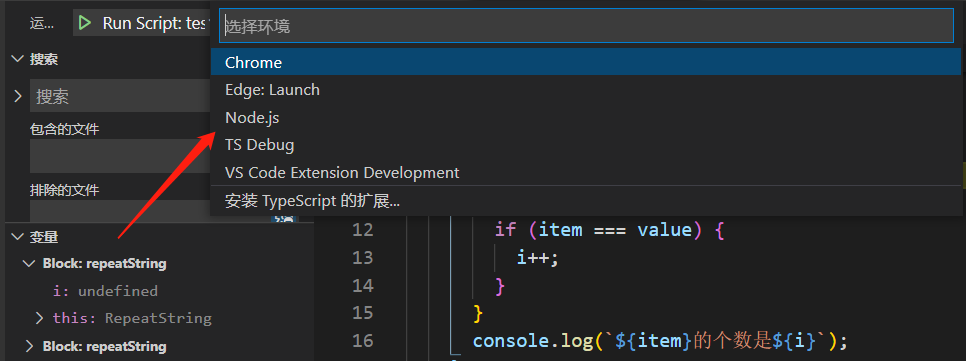 运...
Run Script: tes
选择环境
Chrome
Edge: Launch
Node.js
TS Debug
VS Code Extension Development
安装 TypeScript 的扩展...
搜索
搜索
包含的文件
排除的文件
变量
Block: repeatString
i: undefined
this: RepeatString
Block: repeatString
12 if (item === value) {
13 i++;
14 }
15 }
16 console.log(`${item}的个数是${i}`);